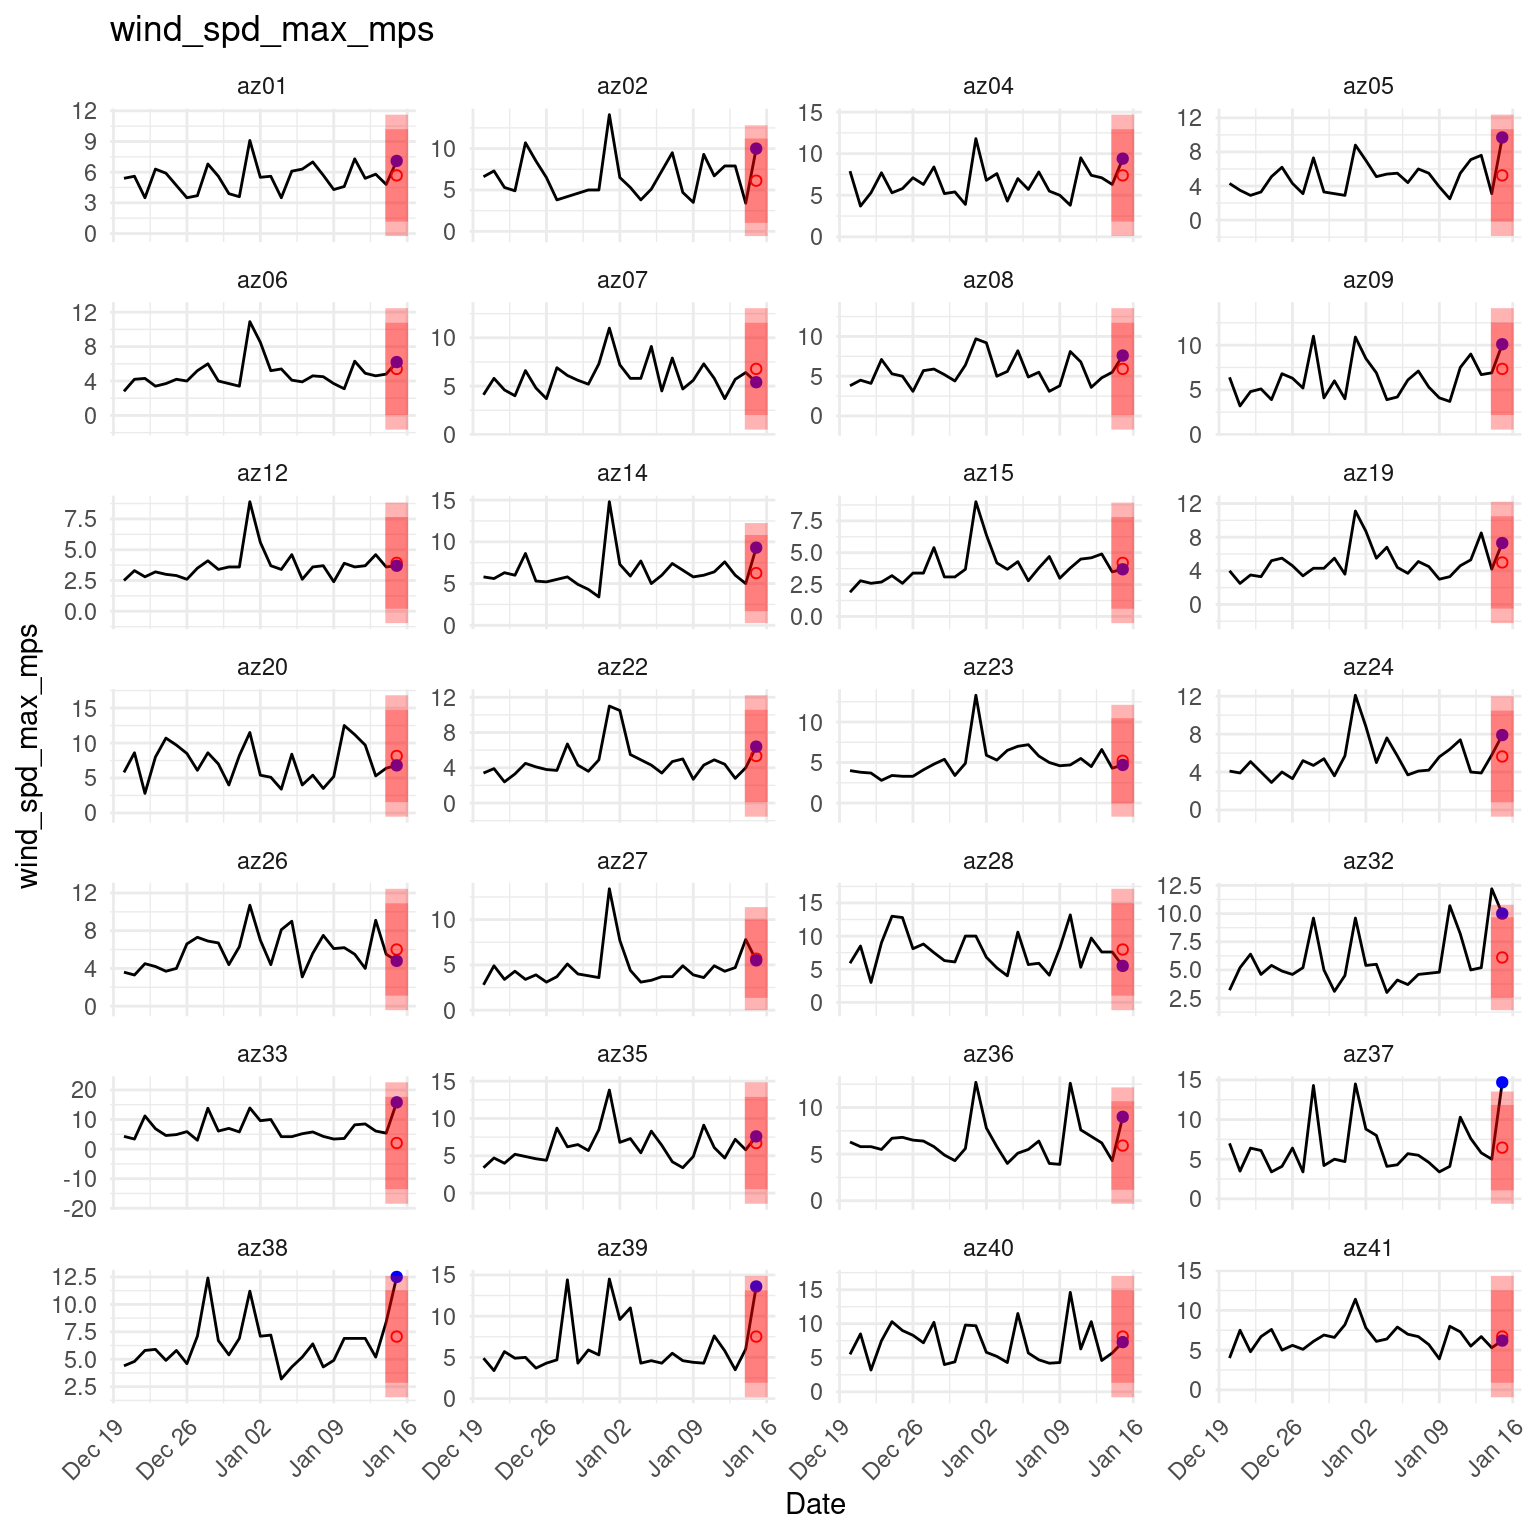 wind_spd_max_mps
az01 az02 az04 az05
12 9 6 3 0
10 5 0
15 10 5 0
12 8 4 0
az06 az07 az08 az09
12 8 4 0
10 5 0
10 5 0
10 5 0
az12 az14 az15 az19
7.5 5.0 2.5 0.0
15 10 5 0
7.5 5.0 2.5 0.0
12 8 4 0
az20 az22 az23 az24
15 10 5 0
12 8 4 0
10 5 0
12 8 4 0
az26 az27 az28 az32
12 8 4 0
10 5 0
15 10 5 0
12.5 10.0 7.5 5.0 2.5
az33 az35 az36 az37
20 10 0 -10 -20
15 10 5 0
10 5 0
15 10 5 0
az38 az39 az40 az41
12.5 10.0 7.5 5.0 2.5
15 10 5 0
15 10 5 0
15 10 5 0
wind_spd_max_mps
Dec 19 Dec 26 Jan 02 Jan 09 Jan 16
Dec 19 Dec 26 Jan 02 Jan 09 Jan 16
Dec 19 Dec 26 Jan 02 Jan 09 Jan 16
Dec 19 Dec 26 Jan 02 Jan 09 Jan 16
Date